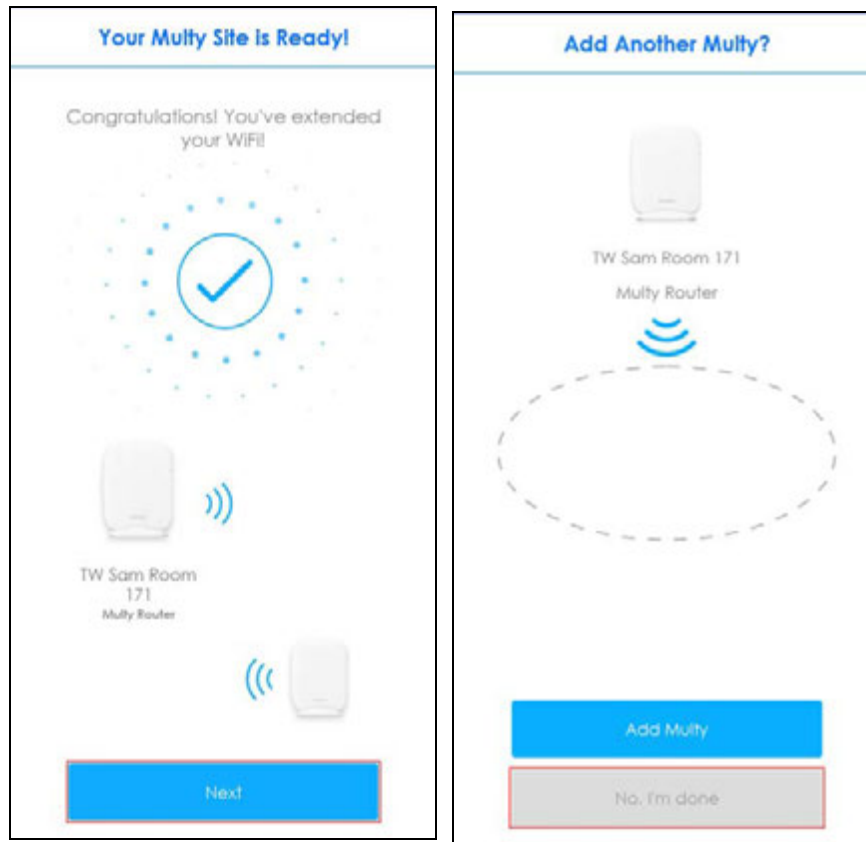 Your Multy Site is Ready!
Congratulations! You've extended
your WiFi!
TW Sam Room
171
Multy Router
Next
Add Another Multy?
TW Sam Room 171
Multy Router
Add Multy
No, I'm done